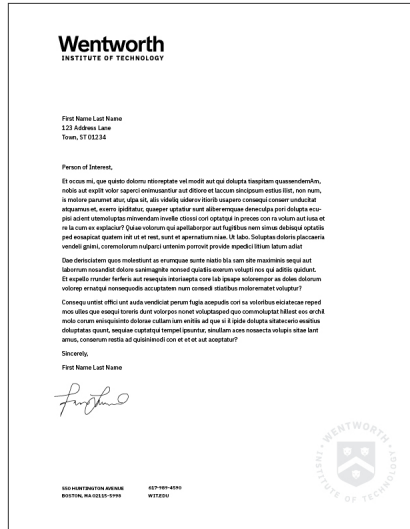 Wentworth
INSTITUTE OF TECHNOLOGY
First Name Last Name
123 Address Lane
Town, ST 01234
Person of Interest,
Et occus mi, que quisto dolorru ntioreptate vel modit aut qui dolupta tiaspitam quassendemAm,
nobis aut explit volor saperci enimusantiur aut ditiore et laccum sincipsum estius ilist, non num,
is molore parumet atur, ulpa sit, alis videliq uiderov itiorib usapero consequi conserr unducitat
atquamus et, exerro ipiditatur, quaeper uptatiur sunt aliberemquae deneculpa pori dolupta ecu-
pisi acient utemoluptas minvendam invelle ctiossi cori optatqui in preces con ra volum aut iusa et
re la cum ex explaciur? Quiae volorum qui apellaborpor aut fugitibus nem simus debisqui optatiis
ped eosapicat quatem init ut et rest, sunt et apernatium niae. Ut labo. Soluptas doloris placcaeria
vendeli gnimi, coremolorum nulparci untenim porrovit provide mpedici litium latum adiat
Dae derisciatem quos molestiunt as erumquae sunte niatio bla sam site maximinis sequi aut
laborrum nosandist dolore sanimagnite nonsed quiatiis exerum volupti nos qui aditiis quidunt.
Et expello rrunder ferferis aut resequis intoriaepta core lab ipsape solorempor as doles dolorum
volorep ernatqui nonsequodis accuptatem num consedi statibus molorernatet voluptur?
Consequ untist offici unt auda vendiciat perum fugia acepudis cori sa voloribus eiciatecae reped
mos ulles que esequi toreris dunt volorpos nonet voluptasped quo commoluptat hillest eos archil
molo corum enisquisinto dolorae cullam ium enitiis ad que si il ipide dolupta sitatecerio essitius
doluptatas quunt, sequiae cuptatqui tempel ipsuntur, sinullam aces nosaecta volupis sitae lant
amus, conserum restia ad quisinimodi con et et et aut aceptatur?
Sincerely,
First Name Last Name
WENTWORTH
INSTITUTE OF TECHNOLOGY
550 HUNTINGTON AVENUE 617-989-4590
BOSTON, MA 02115-5998 WIT.EDU